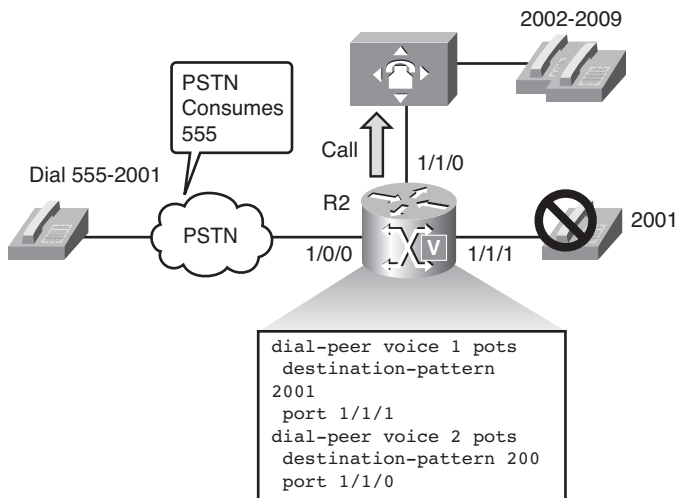 2002-2009
PSTN
Consumes
555
Call
1/1/0
Dial 555-2001
R2
2001
PSTN
1/0/0
V
1/1/1
dial-peer voice 1 pots
destination-pattern
2001
port 1/1/1
dial-peer voice 2 pots
destination-pattern 200
port 1/1/0